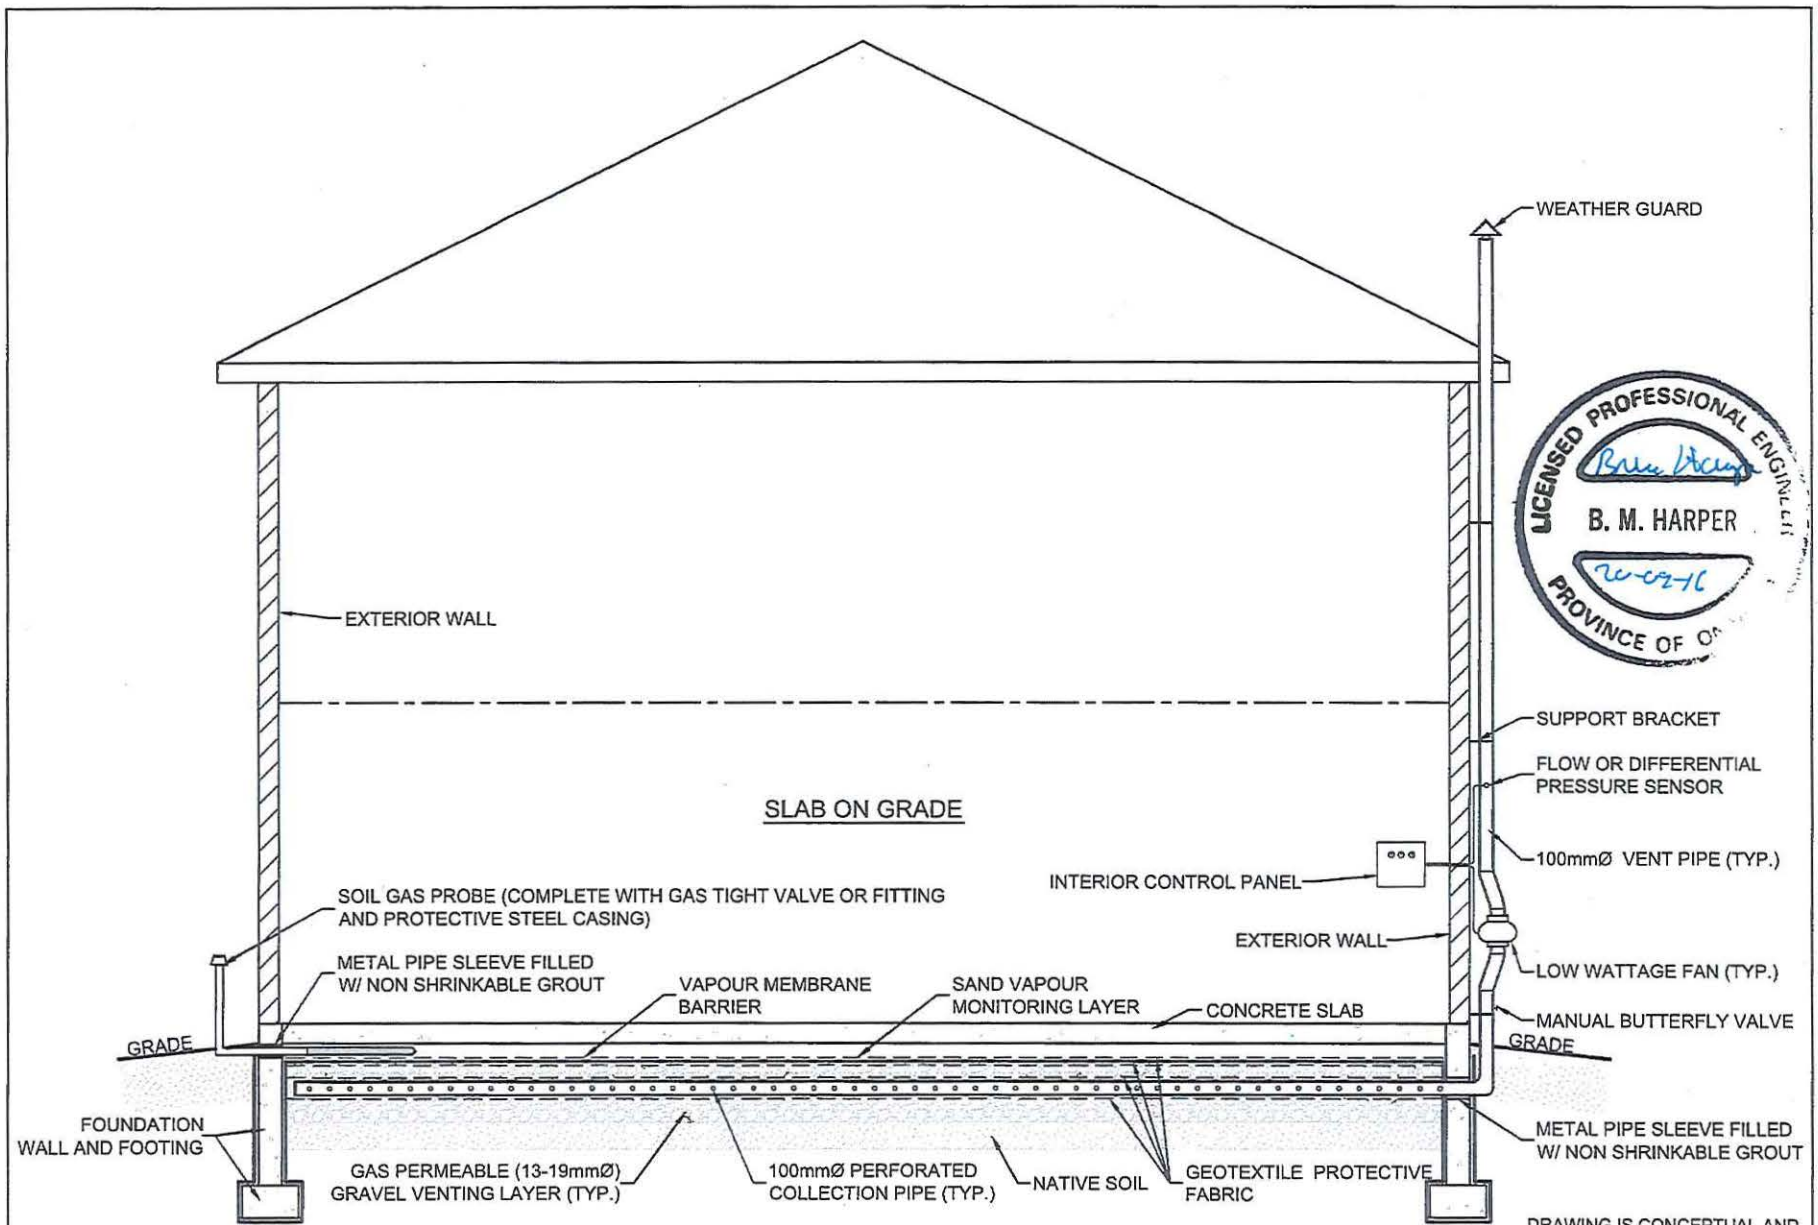 WEATHER GUARD
LICENSED PROFESSIONAL ENGINEER
B. M. HARPER
PROVINCE OF
EXTERIOR WALL
SUPPORT BRACKET
FLOW OR DIFFERENTIAL
PRESSURE SENSOR
SLAB ON GRADE
100mmØ VENT PIPE (TYP.)
INTERIOR CONTROL PANEL
SOIL GAS PROBE (COMPLETE WITH GAS TIGHT VALVE OR FITTING
AND PROTECTIVE STEEL CASING)
EXTERIOR WALL
METAL PIPE SLEEVE FILLED
W/ NON SHRINKABLE GROUT
VAPOUR MEMBRANE
BARRIER
SAND VAPOUR
MONITORING LAYER
LOW WATTAGE FAN (TYP.)
CONCRETE SLAB
MANUAL BUTTERFLY VALVE
GRADE
GRADE
FOUNDATION
WALL AND FOOTING
METAL PIPE SLEEVE FILLED
W/ NON SHRINKABLE GROUT
GAS PERMEABLE (13-19mmØ)
GRAVEL VENTING LAYER (TYP.)
100mmØ PERFORATED
COLLECTION PIPE (TYP.)
NATIVE SOIL
GEOTEXTILE PROTECTIVE
FABRIC
DRAWING IS CONCEPTUAL AND